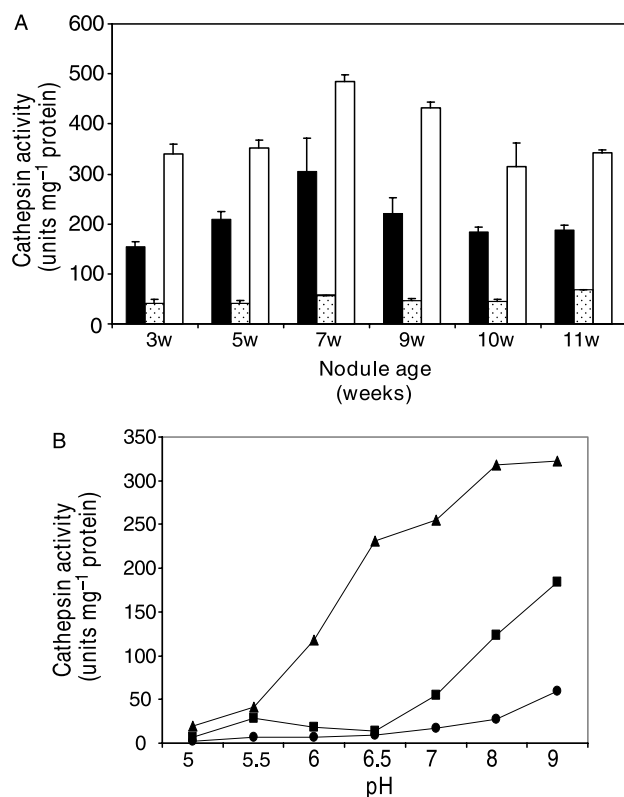 A
Cathepsin activity
(units mg⁻¹ protein)
600
500
400
300
200
100
0
3w 5w 7w 9w 10w 11w
Nodule age
(weeks)
B
Cathepsin activity
(units mg⁻¹ protein)
350
300
250
200
150
100
50
0
5 5.5 6 6.5 7 8 9
pH